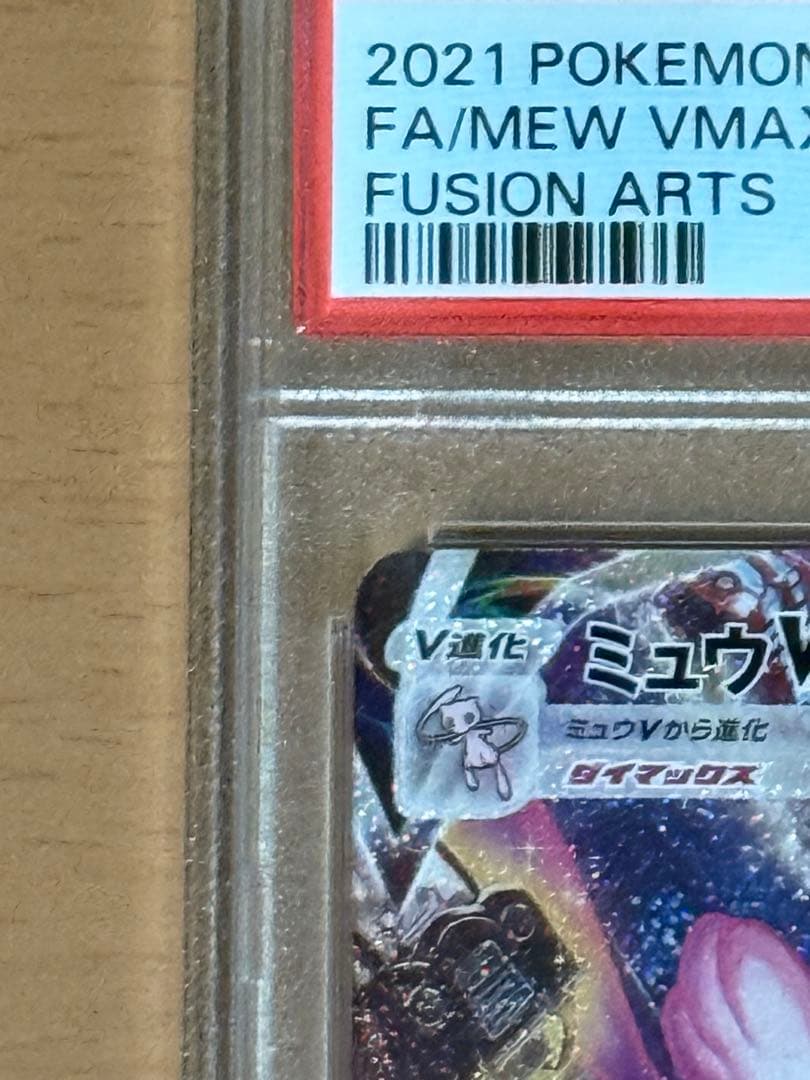 2021 POKEMON
FA/MEW VMAX
FUSION ARTS
V進化
ミュウV
ミュウVから進化
ダイマックス